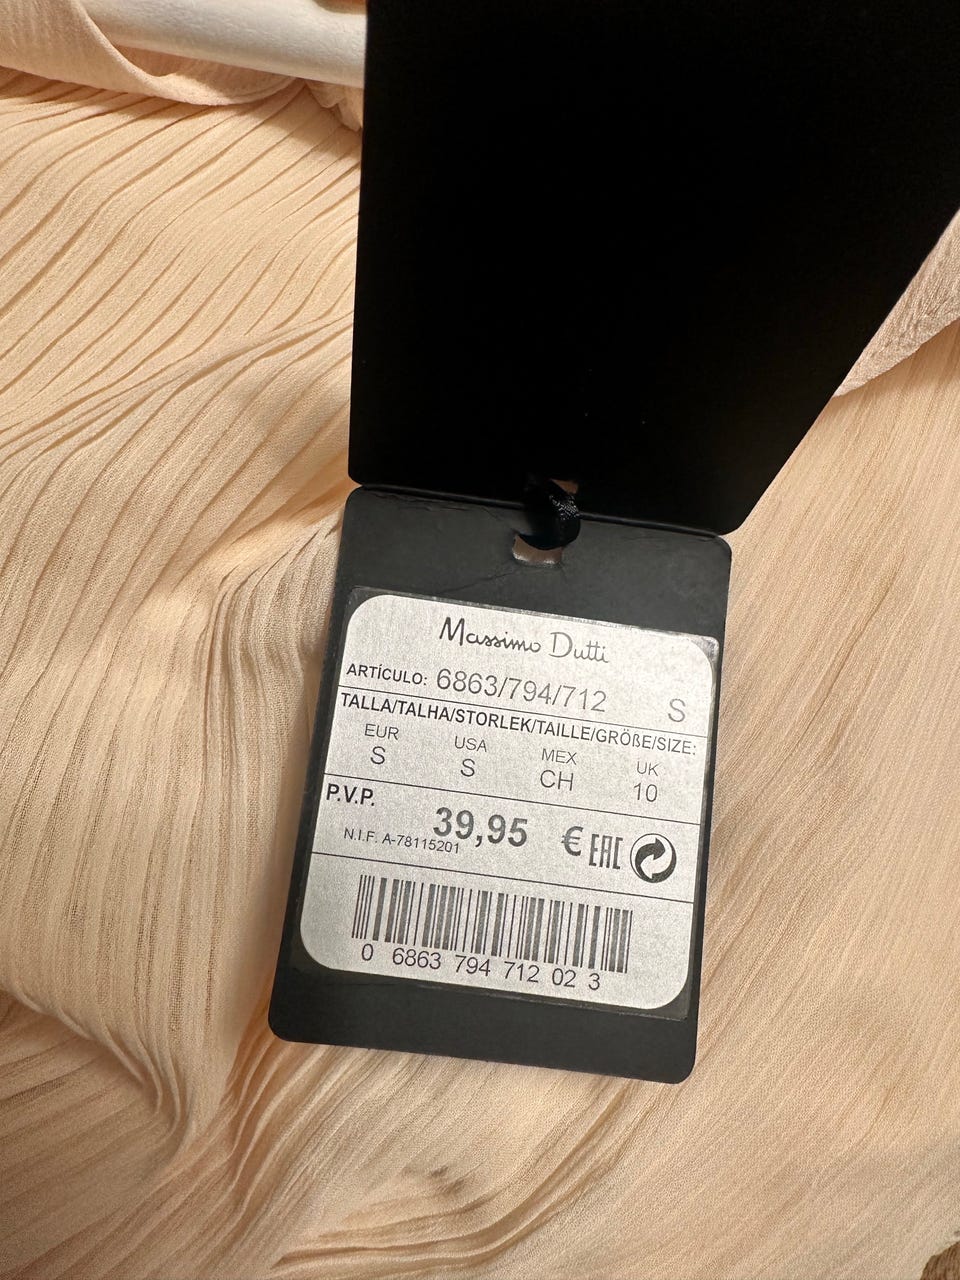 Massimo Dutti
ARTÍCULO: 6863/794/712 S
TALLA/TALHA/STORLEK/TAILLE/GRÖßE/SIZE:
EUR USA MEX UK
S S CH 10
P.V.P. 39,95 € EAC
N.I.F. A-78115201
0 6863 794 712 02 3